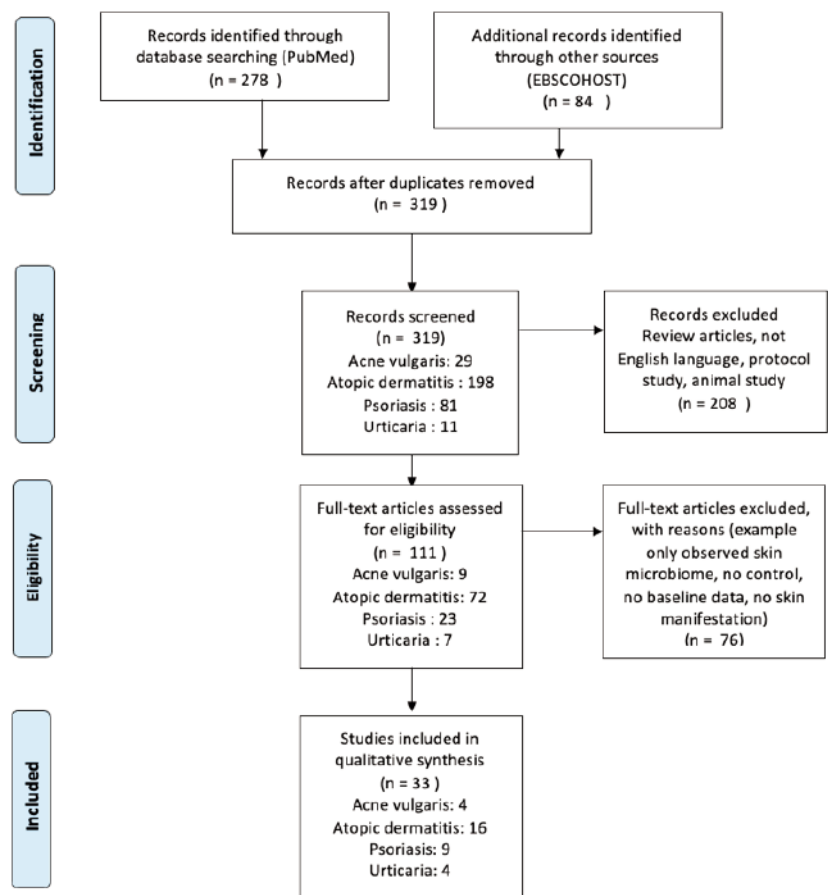 Identification
Records identified through
database searching (PubMed)
(n = 278 )
Additional records identified
through other sources
(EBSCOHOST)
(n = 84 )
Records after duplicates removed
(n = 319 )
Screening
Records screened
(n = 319)
Acne vulgaris: 29
Atopic dermatitis : 198
Psoriasis : 81
Urticaria : 11
Records excluded
Review articles, not
English language, protocol
study, animal study
(n = 208 )
Eligibility
Full-text articles assessed
for eligibility
(n = 111 )
Acne vulgaris: 9
Atopic dermatitis: 72
Psoriasis : 23
Urticaria : 7
Full-text articles excluded,
with reasons (example
only observed skin
microbiome, no control,
no baseline data, no skin
manifestation)
(n = 76)
Included
Studies included in
qualitative synthesis
(n = 33 )
Acne vulgaris: 4
Atopic dermatitis: 16
Psoriasis: 9
Urticaria: 4